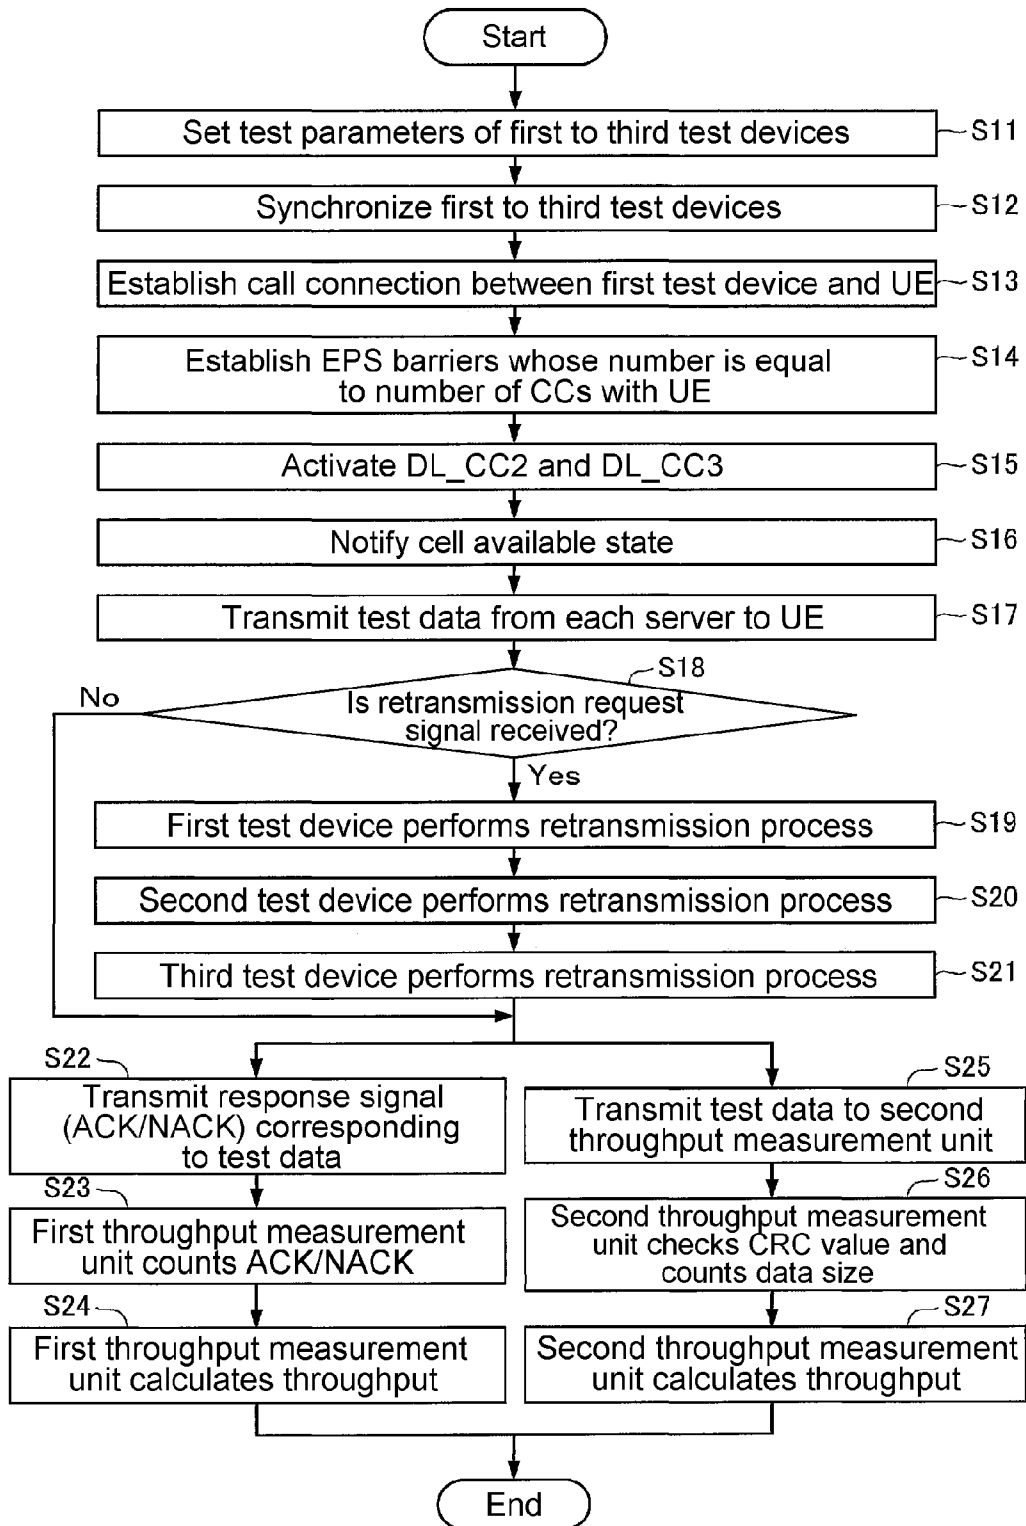 Start
Set test parameters of first to third test devices
S11
Synchronize first to third test devices
S12
Establish call connection between first test device and UE
S13
Establish EPS barriers whose number is equal
to number of CCs with UE
S14
Activate DL_CC2 and DL_CC3
S15
Notify cell available state
S16
Transmit test data from each server to UE
S17
S18
No
Is retransmission request
signal received?
Yes
First test device performs retransmission process
S19
Second test device performs retransmission process
S20
Third test device performs retransmission process
S21
S22
Transmit response signal
(ACK/NACK) corresponding
to test data
S23
First throughput measurement
unit counts ACK/NACK
S24
First throughput measurement
unit calculates throughput
S25
Transmit test data to second
throughput measurement unit
S26
Second throughput measurement
unit checks CRC value and
counts data size
S27
Second throughput measurement
unit calculates throughput
End